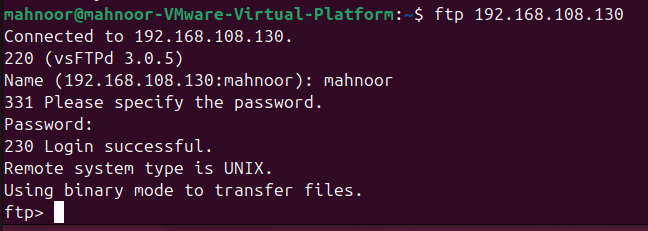 mahnoor@mahnoor-VMware-Virtual-Platform:~$ ftp 192.168.108.130
Connected to 192.168.108.130.
220 (vsFTPd 3.0.5)
Name (192.168.108.130:mahnoor): mahnoor
331 Please specify the password.
Password:
230 Login successful.
Remote system type is UNIX.
Using binary mode to transfer files.
ftp>